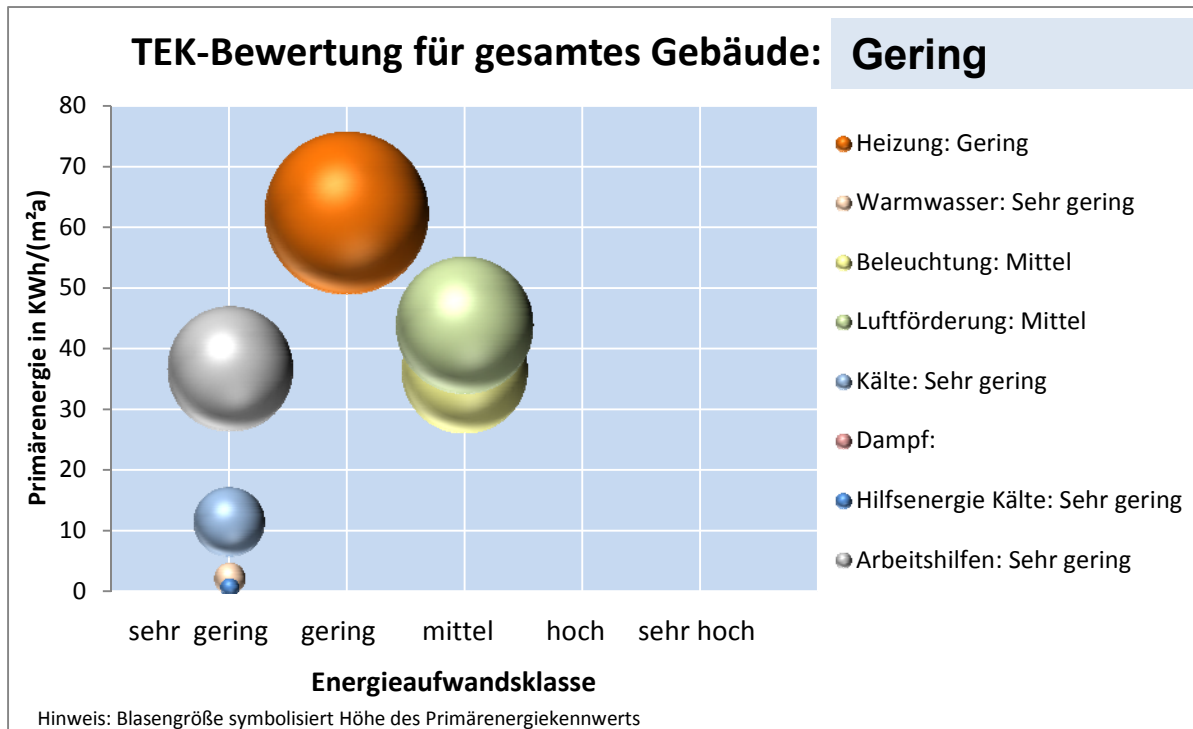 TEK-Bewertung für gesamtes Gebäude: Gering
80
70
60
50
40
30
20
10
0
Primärenergie in KWh/(m²a)
sehr gering gering mittel hoch sehr hoch
Energieaufwandsklasse
Heizung: Gering
Warmwasser: Sehr gering
Beleuchtung: Mittel
Luftförderung: Mittel
Kälte: Sehr gering
Dampf:
Hilfsenergie Kälte: Sehr gering
Arbeitshilfen: Sehr gering
Hinweis: Blasengröße symbolisiert Höhe des Primärenergiekennwerts